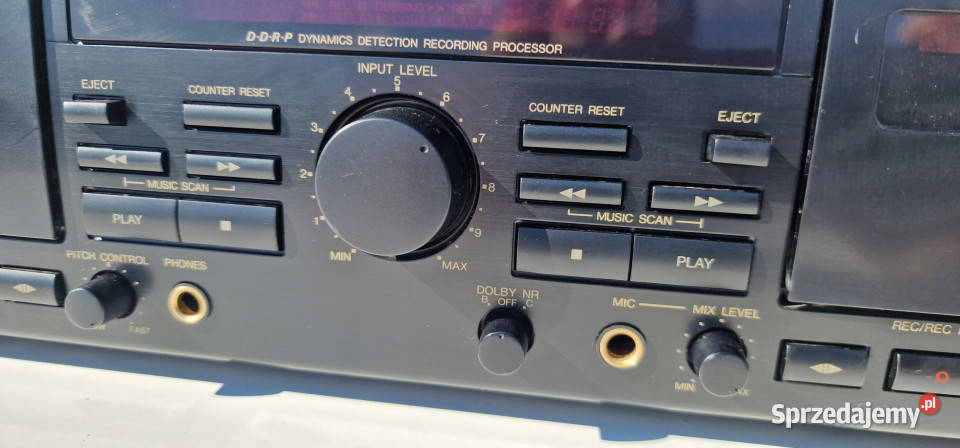 D·D·R·P DYNAMICS DETECTION RECORDING PROCESSOR
INPUT LEVEL
EJECT
COUNTER RESET
MUSIC SCAN
PLAY
PITCH CONTROL
FAST
PHONES
MIN
1
2
3
4
5
6
7
8
9
MAX
COUNTER RESET
EJECT
MUSIC SCAN
PLAY
DOLBY NR
B OFF C
MIC
MIX LEVEL
MIN
REC/REC
Sprzedajemy.pl